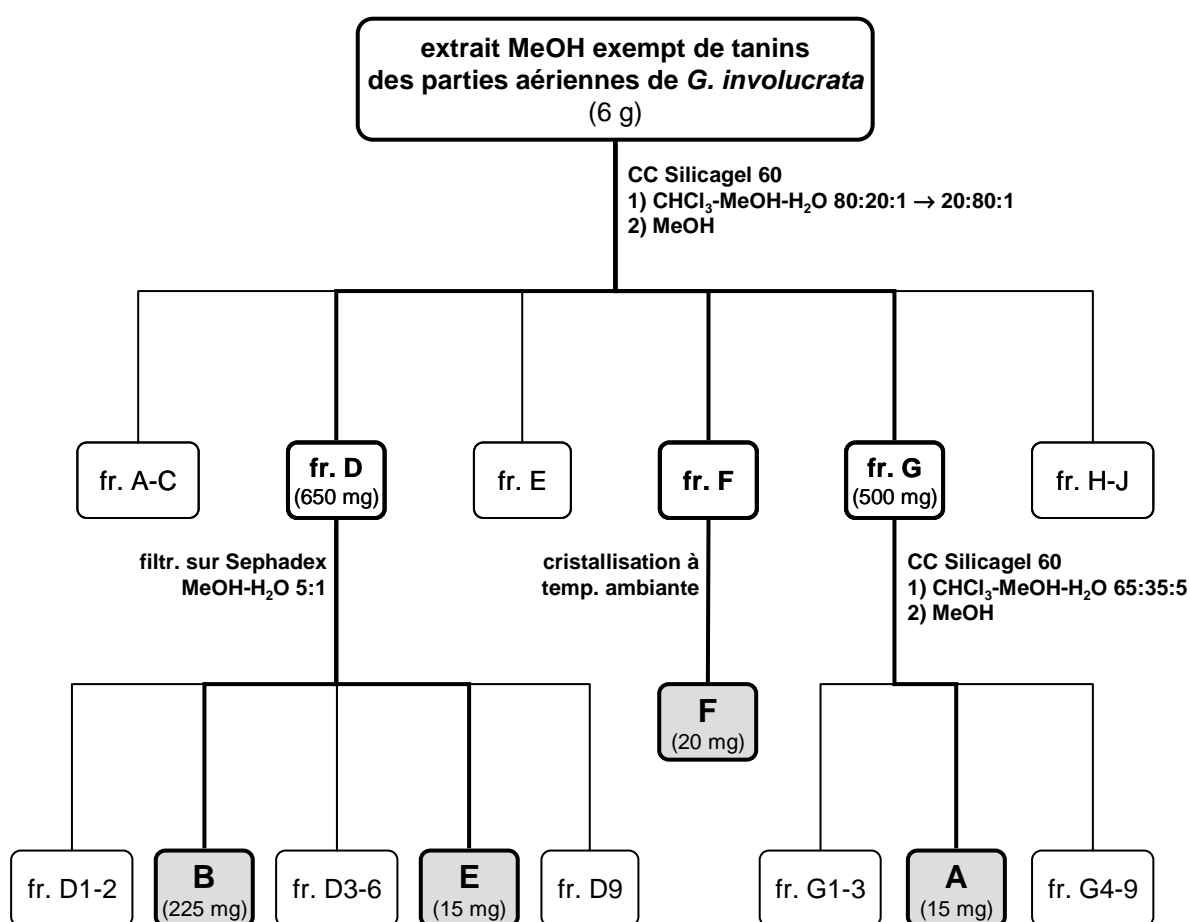 extrait MeOH exempt de tanins
des parties aériennes de G. involucrata
(6 g)
CC Silicagel 60
1) CHCl₃-MeOH-H₂O 80:20:1 → 20:80:1
2) MeOH
fr. A-C
fr. D
(650 mg)
fr. E
fr. F
fr. G
(500 mg)
fr. H-J
filtr. sur Sephadex
MeOH-H₂O 5:1
cristallisation à
temp. ambiante
CC Silicagel 60
1) CHCl₃-MeOH-H₂O 65:35:5
2) MeOH
F
(20 mg)
fr. D1-2
B
(225 mg)
fr. D3-6
E
(15 mg)
fr. D9
fr. G1-3
A
(15 mg)
fr. G4-9